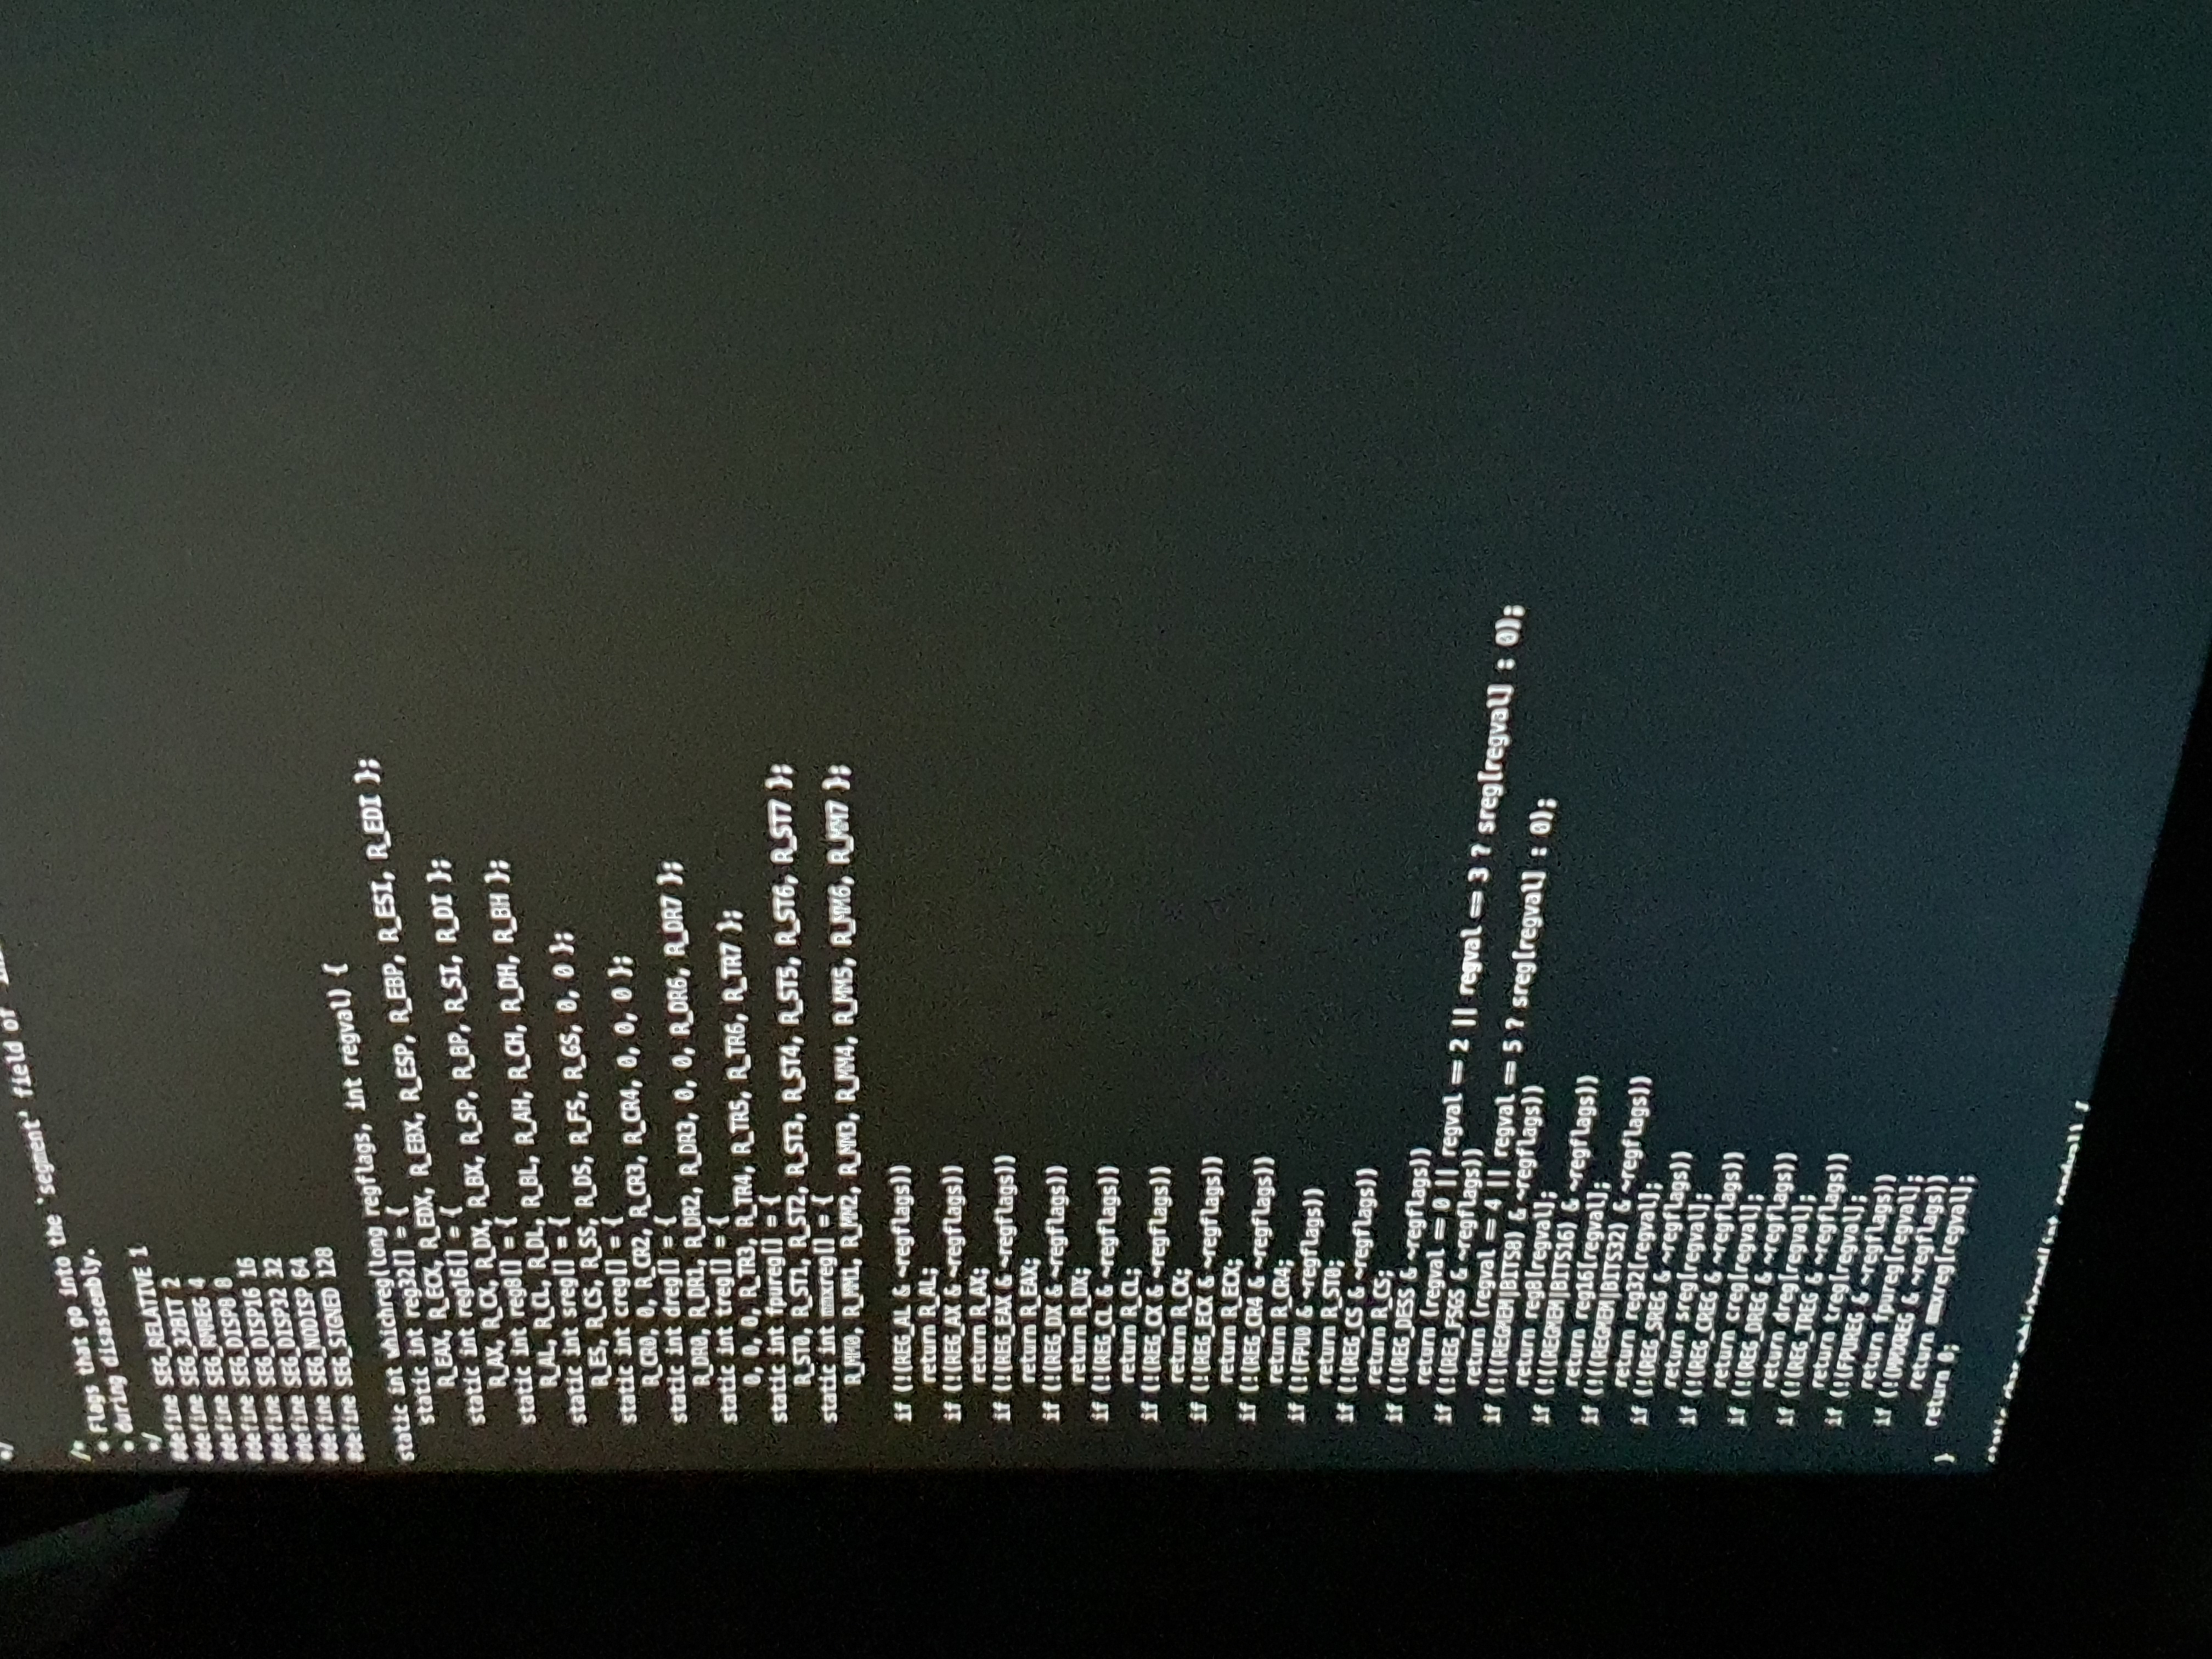 */
/*
 * Flags that go into the `segment' field of
 * during disassembly.
 */
#define SEG_RELATIVE 1
#define SEG_32BIT 2
#define SEG_RMREG 4
#define SEG_DISP8 8
#define SEG_DISP16 16
#define SEG_DISP32 32
#define SEG_NODISP 64
#define SEG_SIGNED 128
static int whichreg(long regflags, int regval) {
    static int reg32[] = {
        R_EAX, R_ECX, R_EDX, R_EBX, R_ESP, R_EBP, R_ESI, R_EDI };
    static int reg16[] = {
        R_AX, R_CX, R_DX, R_BX, R_SP, R_BP, R_SI, R_DI };
    static int reg8[] = {
        R_AL, R_CL, R_DL, R_BL, R_AH, R_CH, R_DH, R_BH };
    static int sreg[] = {
        R_ES, R_CS, R_SS, R_DS, R_FS, R_GS, 0, 0 };
    static int creg[] = {
        R_CR0, 0, R_CR2, R_CR3, R_CR4, 0, 0, 0 };
    static int dreg[] = {
        R_DR0, R_DR1, R_DR2, R_DR3, 0, 0, R_DR6, R_DR7 };
    static int treg[] = {
        0, 0, 0, R_TR3, R_TR4, R_TR5, R_TR6, R_TR7 };
    static int fpureg[] = {
        R_ST0, R_ST1, R_ST2, R_ST3, R_ST4, R_ST5, R_ST6, R_ST7 };
    static int mmxreg[] = {
        R_MM0, R_MM1, R_MM2, R_MM3, R_MM4, R_MM5, R_MM6, R_MM7 };
    if (!(REG_AL & ~regflags))
        return R_AL;
    if (!(REG_AX & ~regflags))
        return R_AX;
    if (!(REG_EAX & ~regflags))
        return R_EAX;
    if (!(REG_DX & ~regflags))
        return R_DX;
    if (!(REG_CL & ~regflags))
        return R_CL;
    if (!(REG_CX & ~regflags))
        return R_CX;
    if (!(REG_ECX & ~regflags))
        return R_ECX;
    if (!(REG_CR4 & ~regflags))
        return R_CR4;
    if (!(FPU0 & ~regflags))
        return R_ST0;
    if (!(REG_CS & ~regflags))
        return R_CS;
    if (!(REG_DESS & ~regflags))
        return (regval == 0 || regval == 2 || regval == 3 ? sreg[regval] : 0);
    if (!(REG_FSGS & ~regflags))
        return (regval == 4 || regval == 5 ? sreg[regval] : 0);
    if (!((REGMEM|BITS8) & ~regflags))
        return reg8[regval];
    if (!((REGMEM|BITS16) & ~regflags))
        return reg16[regval];
    if (!((REGMEM|BITS32) & ~regflags))
        return reg32[regval];
    if (!(REG_SREG & ~regflags))
        return sreg[regval];
    if (!(REG_CREG & ~regflags))
        return creg[regval];
    if (!(REG_DREG & ~regflags))
        return dreg[regval];
    if (!(REG_TREG & ~regflags))
        return treg[regval];
    if (!(FPUREG & ~regflags))
        return fpureg[regval];
    if (!(MMXREG & ~regflags))
        return mmxreg[regval];
    return 0;
}
static char whichcond(int condval) {